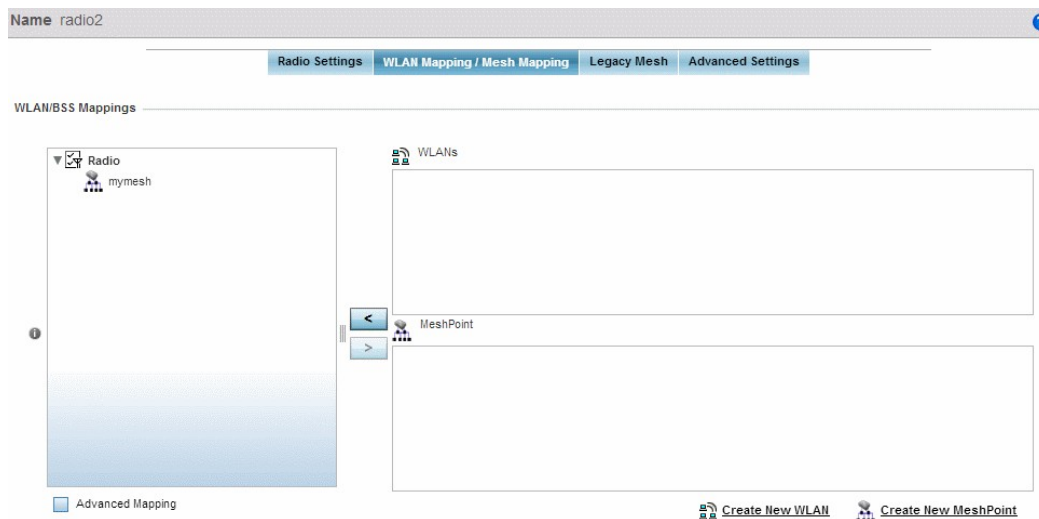 Name radio2
Radio Settings WLAN Mapping / Mesh Mapping Legacy Mesh Advanced Settings
WLAN/BSS Mappings
Radio
mymesh
WLANs
<
>
MeshPoint
Advanced Mapping
Create New WLAN Create New MeshPoint